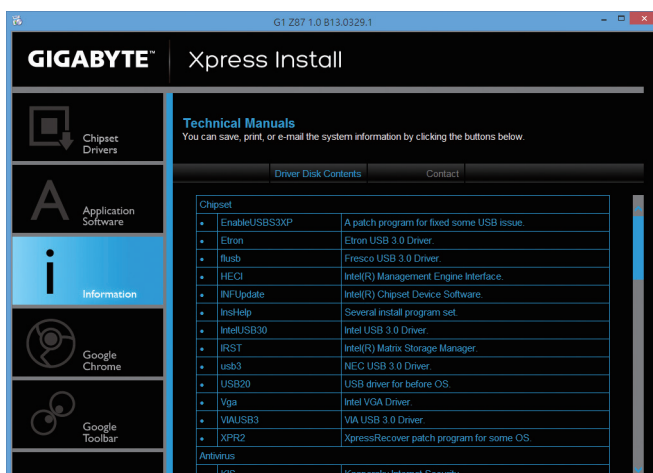 G1 Z87 1.0 B13.0329.1
GIGABYTE™
Xpress Install
Chipset
Drivers
Application
Software
Information
Google
Chrome
Google
Toolbar
Technical Manuals
You can save, print, or e-mail the system information by clicking the buttons below.
Driver Disk Contents Contact
Chipset
• EnableUSBS3XP A patch program for fixed some USB issue.
• Etron Etron USB 3.0 Driver.
• flusb Fresco USB 3.0 Driver.
• HECI Intel(R) Management Engine Interface.
• INFUpdate Intel(R) Chipset Device Software.
• InsHelp Several install program set.
• IntelUSB30 Intel USB 3.0 Driver.
• IRST Intel(R) Matrix Storage Manager.
• usb3 NEC USB 3.0 Driver.
• USB20 USB driver for before OS.
• Vga Intel VGA Driver.
• VIAUSB3 VIA USB 3.0 Driver.
• XPR2 XpressRecover patch program for some OS.
Antivirus
Kaspersky Internet Security